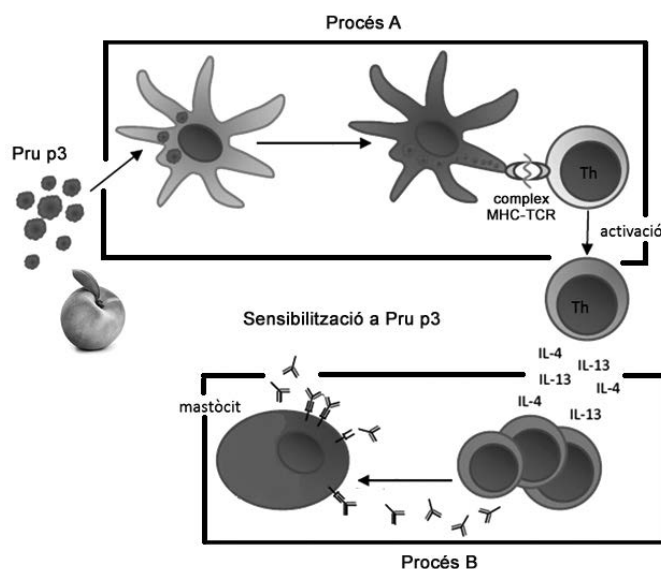 Procés A
Pru p3
Th
complex
MHC-TCR
activació
Th
Sensibilització a Pru p3
IL-4
IL-13
IL-13
IL-4
IL-4
IL-13
mastòcit
Procés B